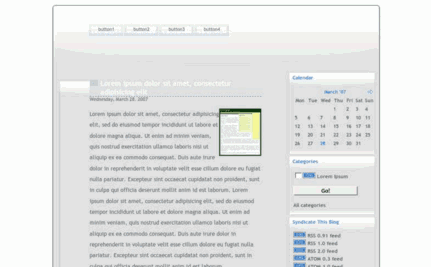 button1 button2 button3 button4
Lorem ipsum dolor sit amet, consectetur
adipisicing elit
Wednesday, March 28, 2007
Lorem ipsum dolor sit amet, consectetur adipisicing
elit, sed do eiusmod tempor incididunt ut labore et
dolore magna aliqua. Ut enim ad minim veniam,
quis nostrud exercitation ullamco laboris nisi ut
aliquip ex ea commodo consequat. Duis aute irure
dolor in reprehenderit in voluptate velit esse cillum dolore eu fugiat
nulla pariatur. Excepteur sint occaecat cupidatat non proident, sunt
in culpa qui officia deserunt mollit anim id est laborum. Lorem
ipsum dolor sit amet, consectetur adipisicing elit, sed do eiusmod
tempor incididunt ut labore et dolore magna aliqua. Ut enim ad
minim veniam, quis nostrud exercitation ullamco laboris nisi ut
aliquip ex ea commodo consequat. Duis aute irure dolor in
reprehenderit in voluptate velit esse cillum dolore eu fugiat nulla
pariatur. Excepteur sint occaecat cupidatat non proident, sunt in
culpa qui officia deserunt mollit anim id est laborum. Lorem ipsum
Calendar
March '07
Mon Tue Wed Thu Fri Sat Sun
1 2 3 4
5 6 7 8 9 10 11
12 13 14 15 16 17 18
19 20 21 22 23 24 25
26 27 28 29 30 31
Categories
Lorem Ipsum
Go!
All categories
Syndicate This Blog
RSS 0.91 feed
RSS 1.0 feed
RSS 2.0 feed
ATOM 0.3 feed
ATOM 1.0 feed